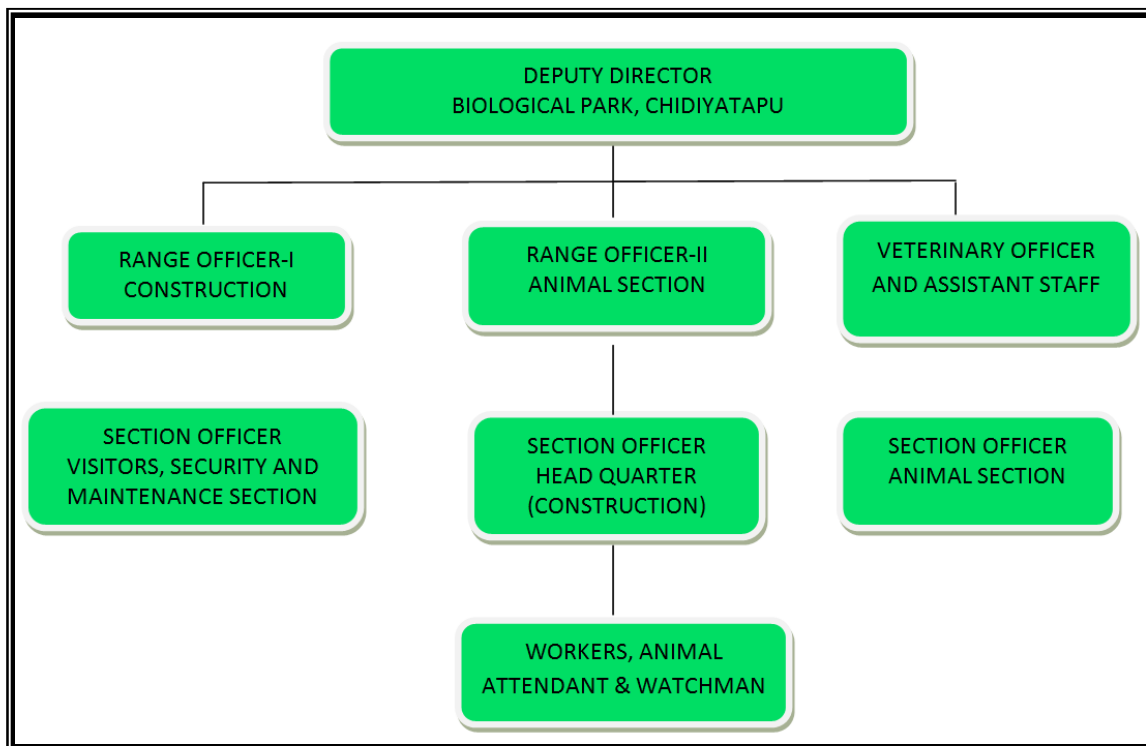 DEPUTY DIRECTOR
BIOLOGICAL PARK, CHIDIYATAPU
RANGE OFFICER-I
CONSTRUCTION
RANGE OFFICER-II
ANIMAL SECTION
VETERINARY OFFICER
AND ASSISTANT STAFF
SECTION OFFICER
VISITORS, SECURITY AND
MAINTENANCE SECTION
SECTION OFFICER
HEAD QUARTER
(CONSTRUCTION)
SECTION OFFICER
ANIMAL SECTION
WORKERS, ANIMAL
ATTENDANT & WATCHMAN